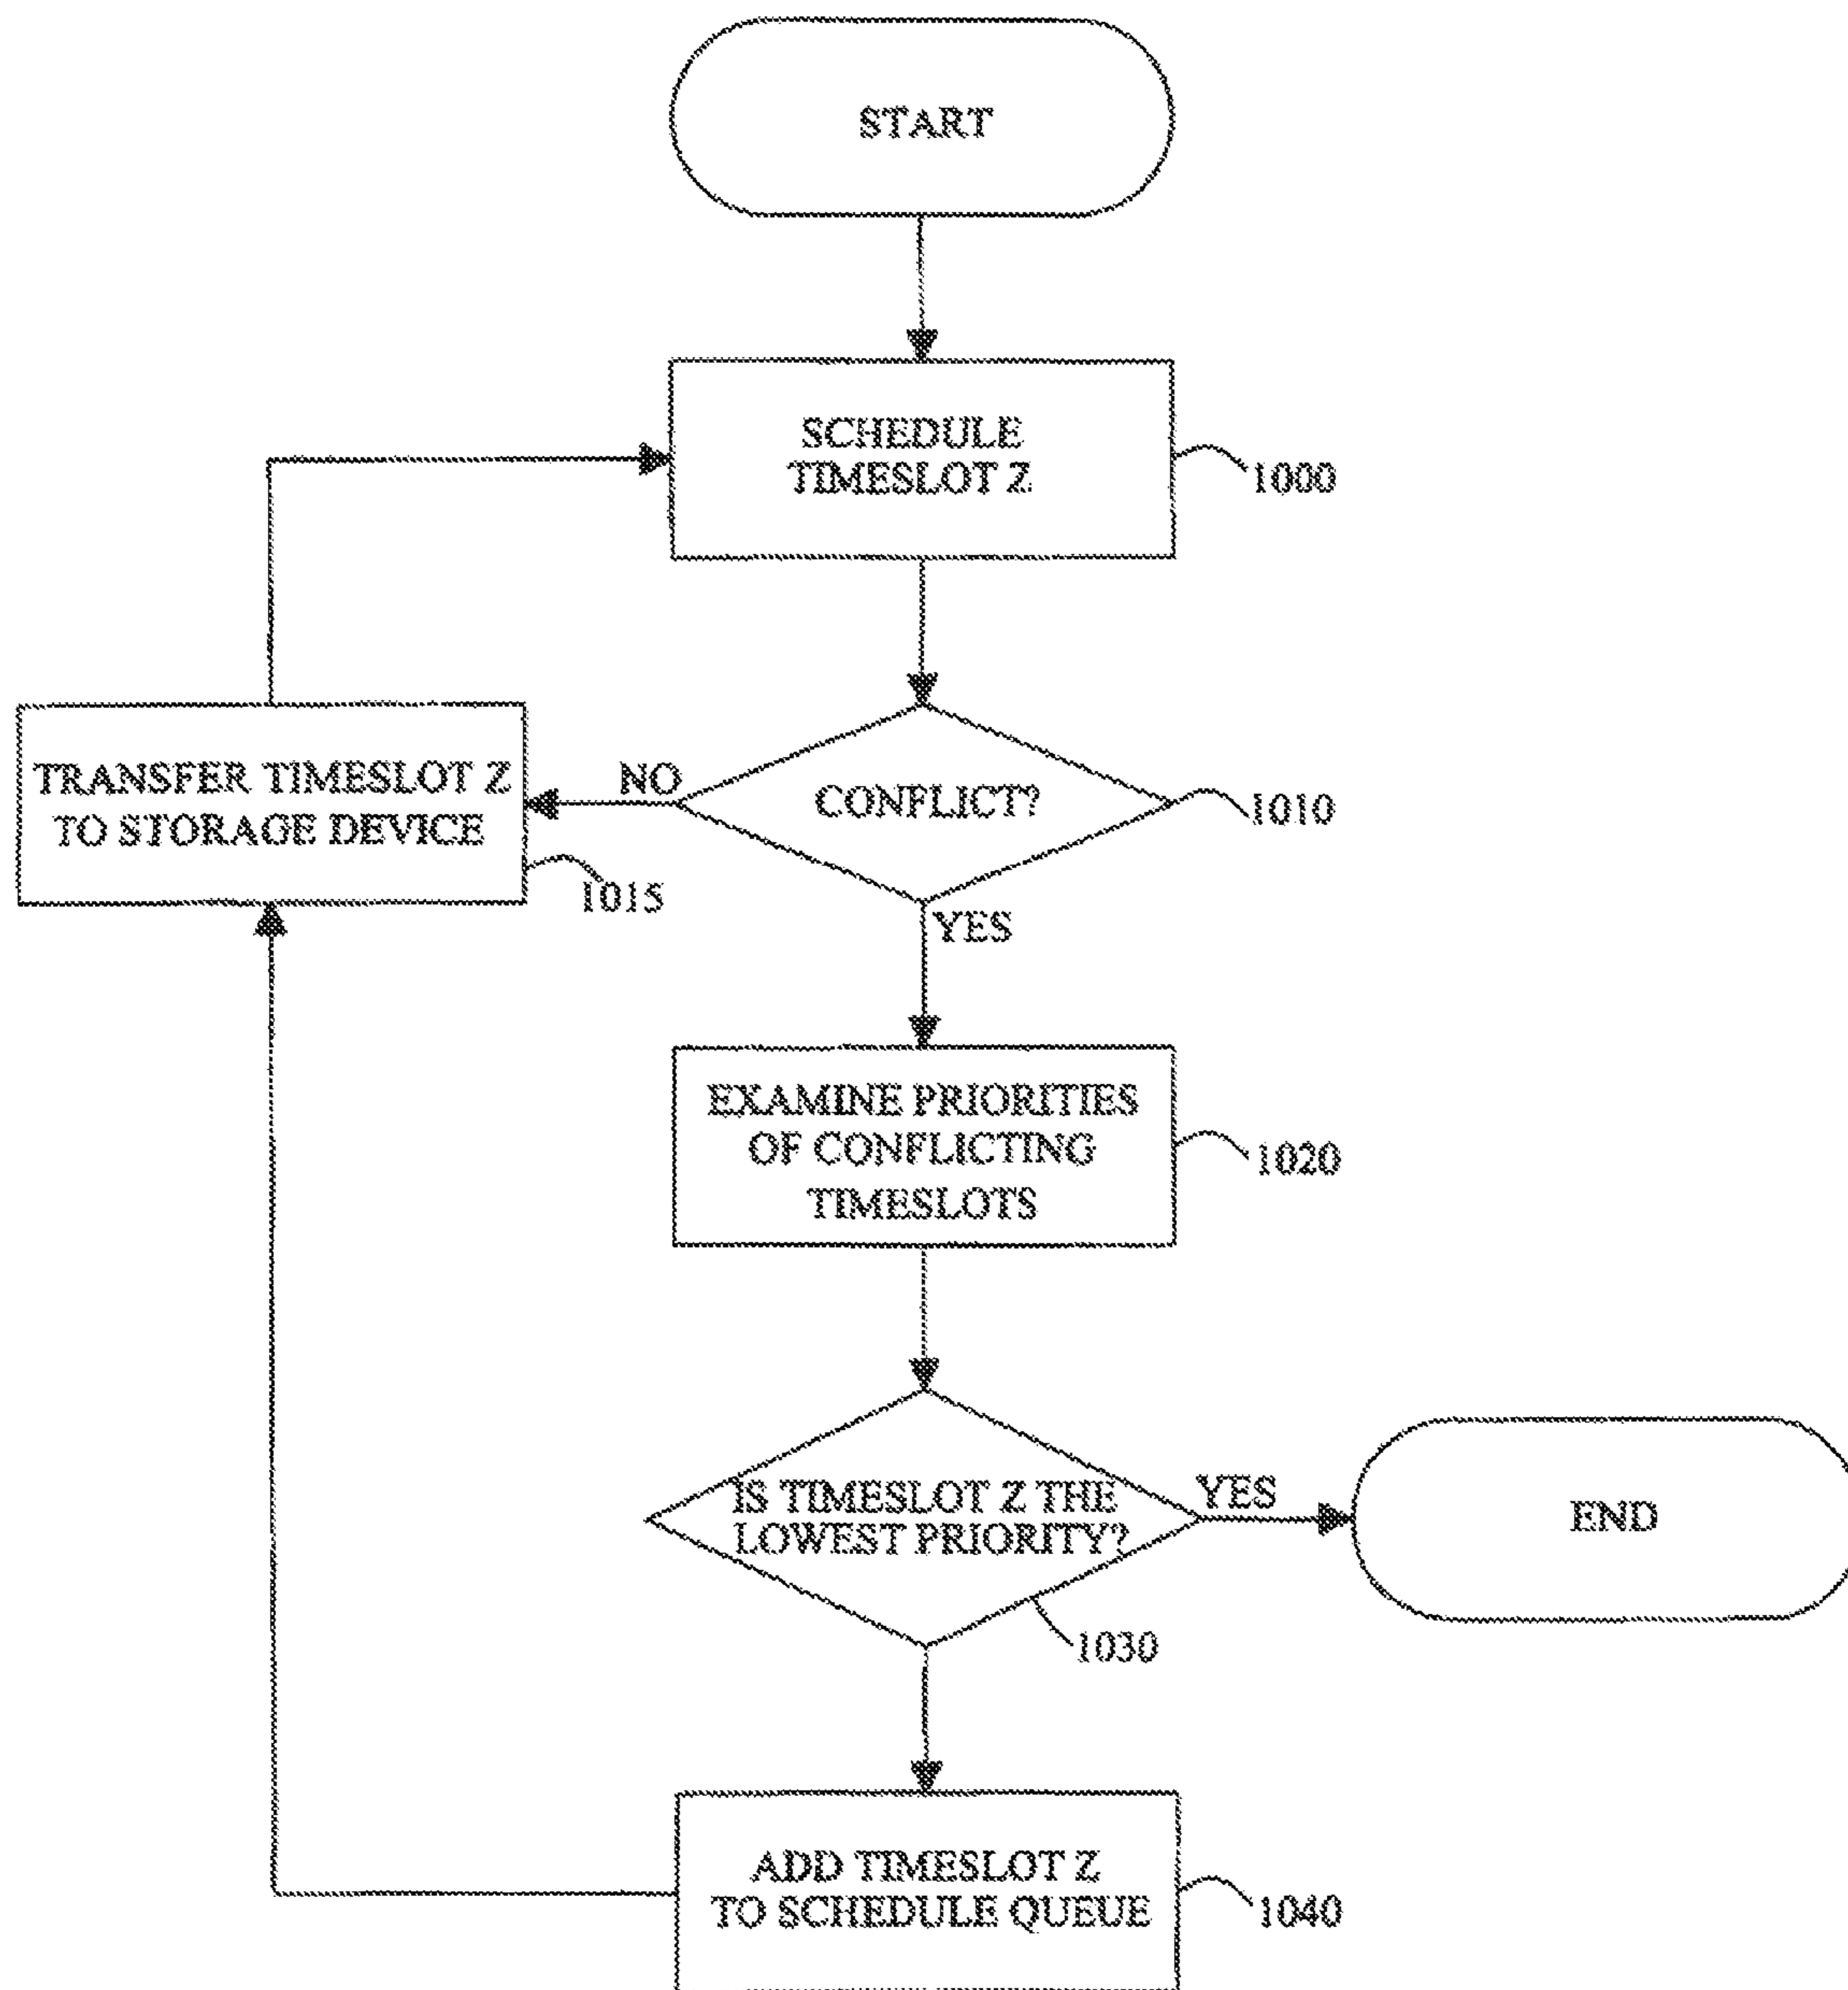 START
SCHEDULE
TIMESLOT Z
1000
TRANSFER TIMESLOT Z
TO STORAGE DEVICE
1015
NO
CONFLICT?
1010
YES
EXAMINE PRIORITIES
OF CONFLICTING
TIMESLOTS
1020
IS TIMESLOT Z THE
LOWEST PRIORITY?
1030
YES
END
ADD TIMESLOT Z
TO SCHEDULE QUEUE
1040